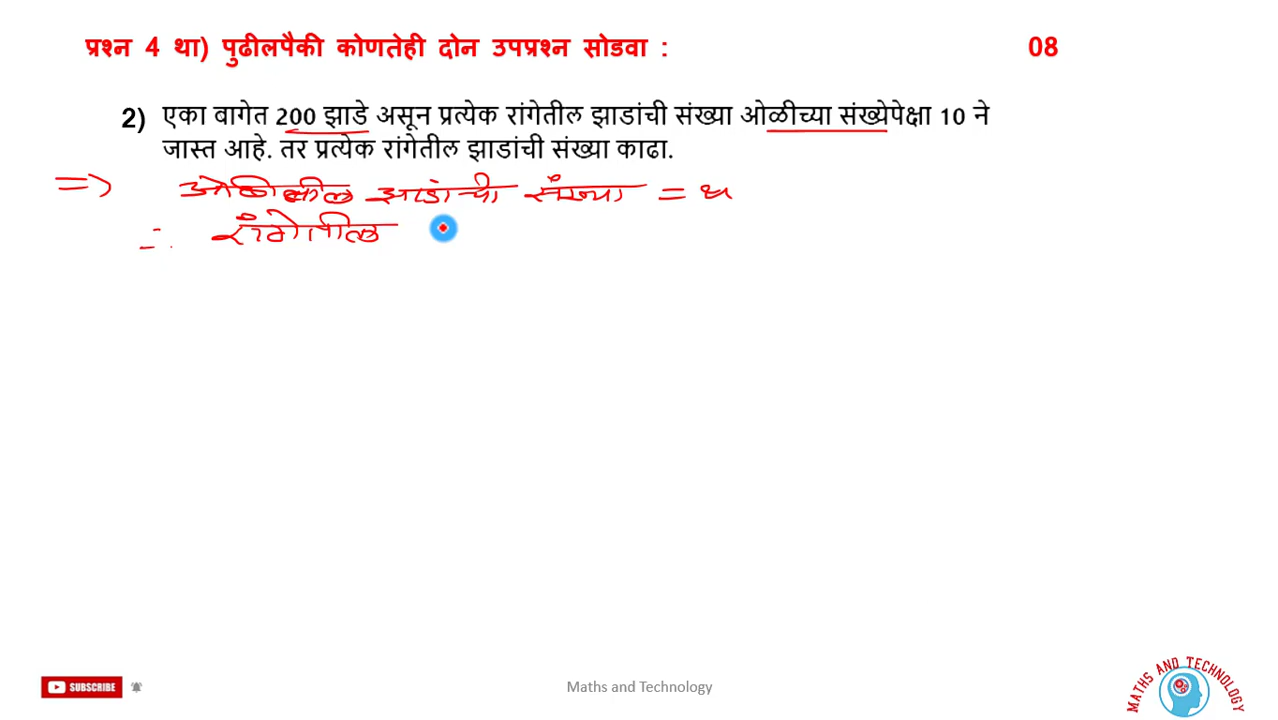 प्रश्न 4 था) पुढीलपैकी कोणतेही दोन उपप्रश्न सोडवा : 08
2) एका बागेत 200 झाडे असून प्रत्येक रांगेतील झाडांची संख्या ओळीच्या संख्येपेक्षा 10 ने
जास्त आहे. तर प्रत्येक रांगेतील झाडांची संख्या काढा.
=> ओळीतील झाडांची संख्या = x
∴ रांगेतील
SUBSCRIBE
Maths and Technology
MATHS AND TECHNOLOGY